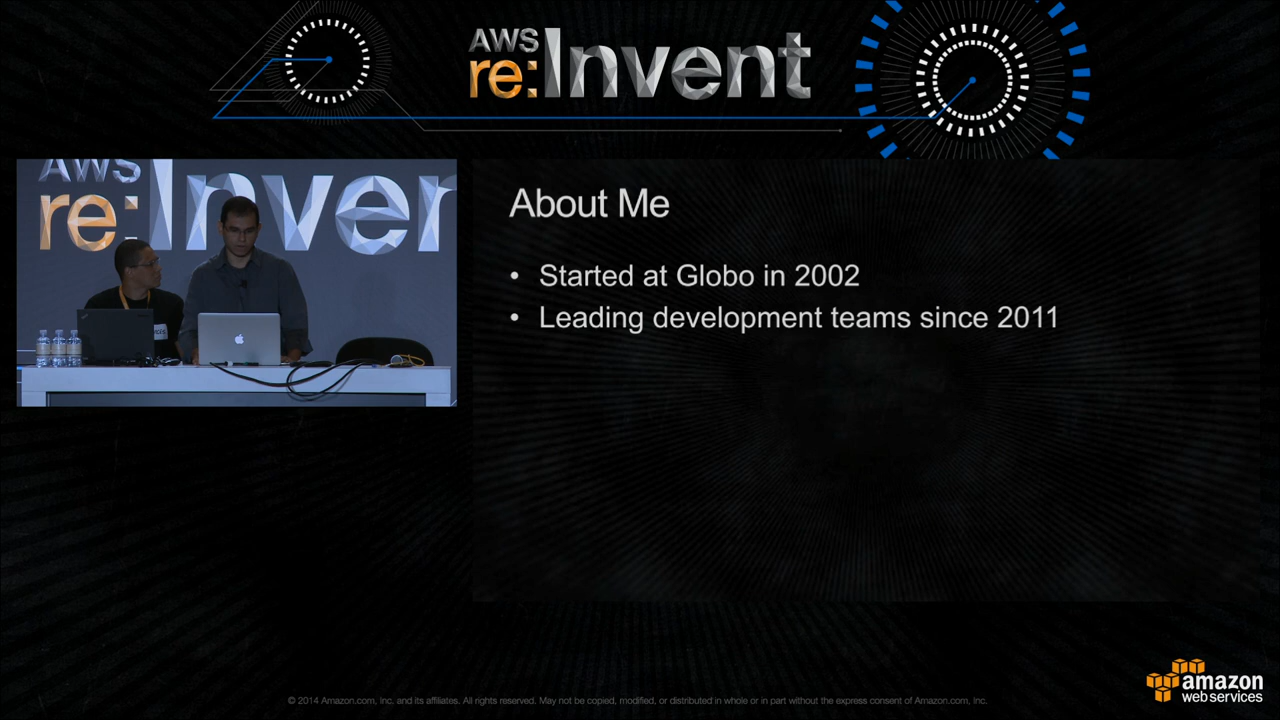 AWS
re:Invent
AWS
re:Inver
About Me
• Started at Globo in 2002
• Leading development teams since 2011
© 2014 Amazon.com, Inc, and its affiliates. All rights reserved. May not be copied, modified, or distributed in whole or in part without the express consent of Amazon.com, Inc.
amazon
web services